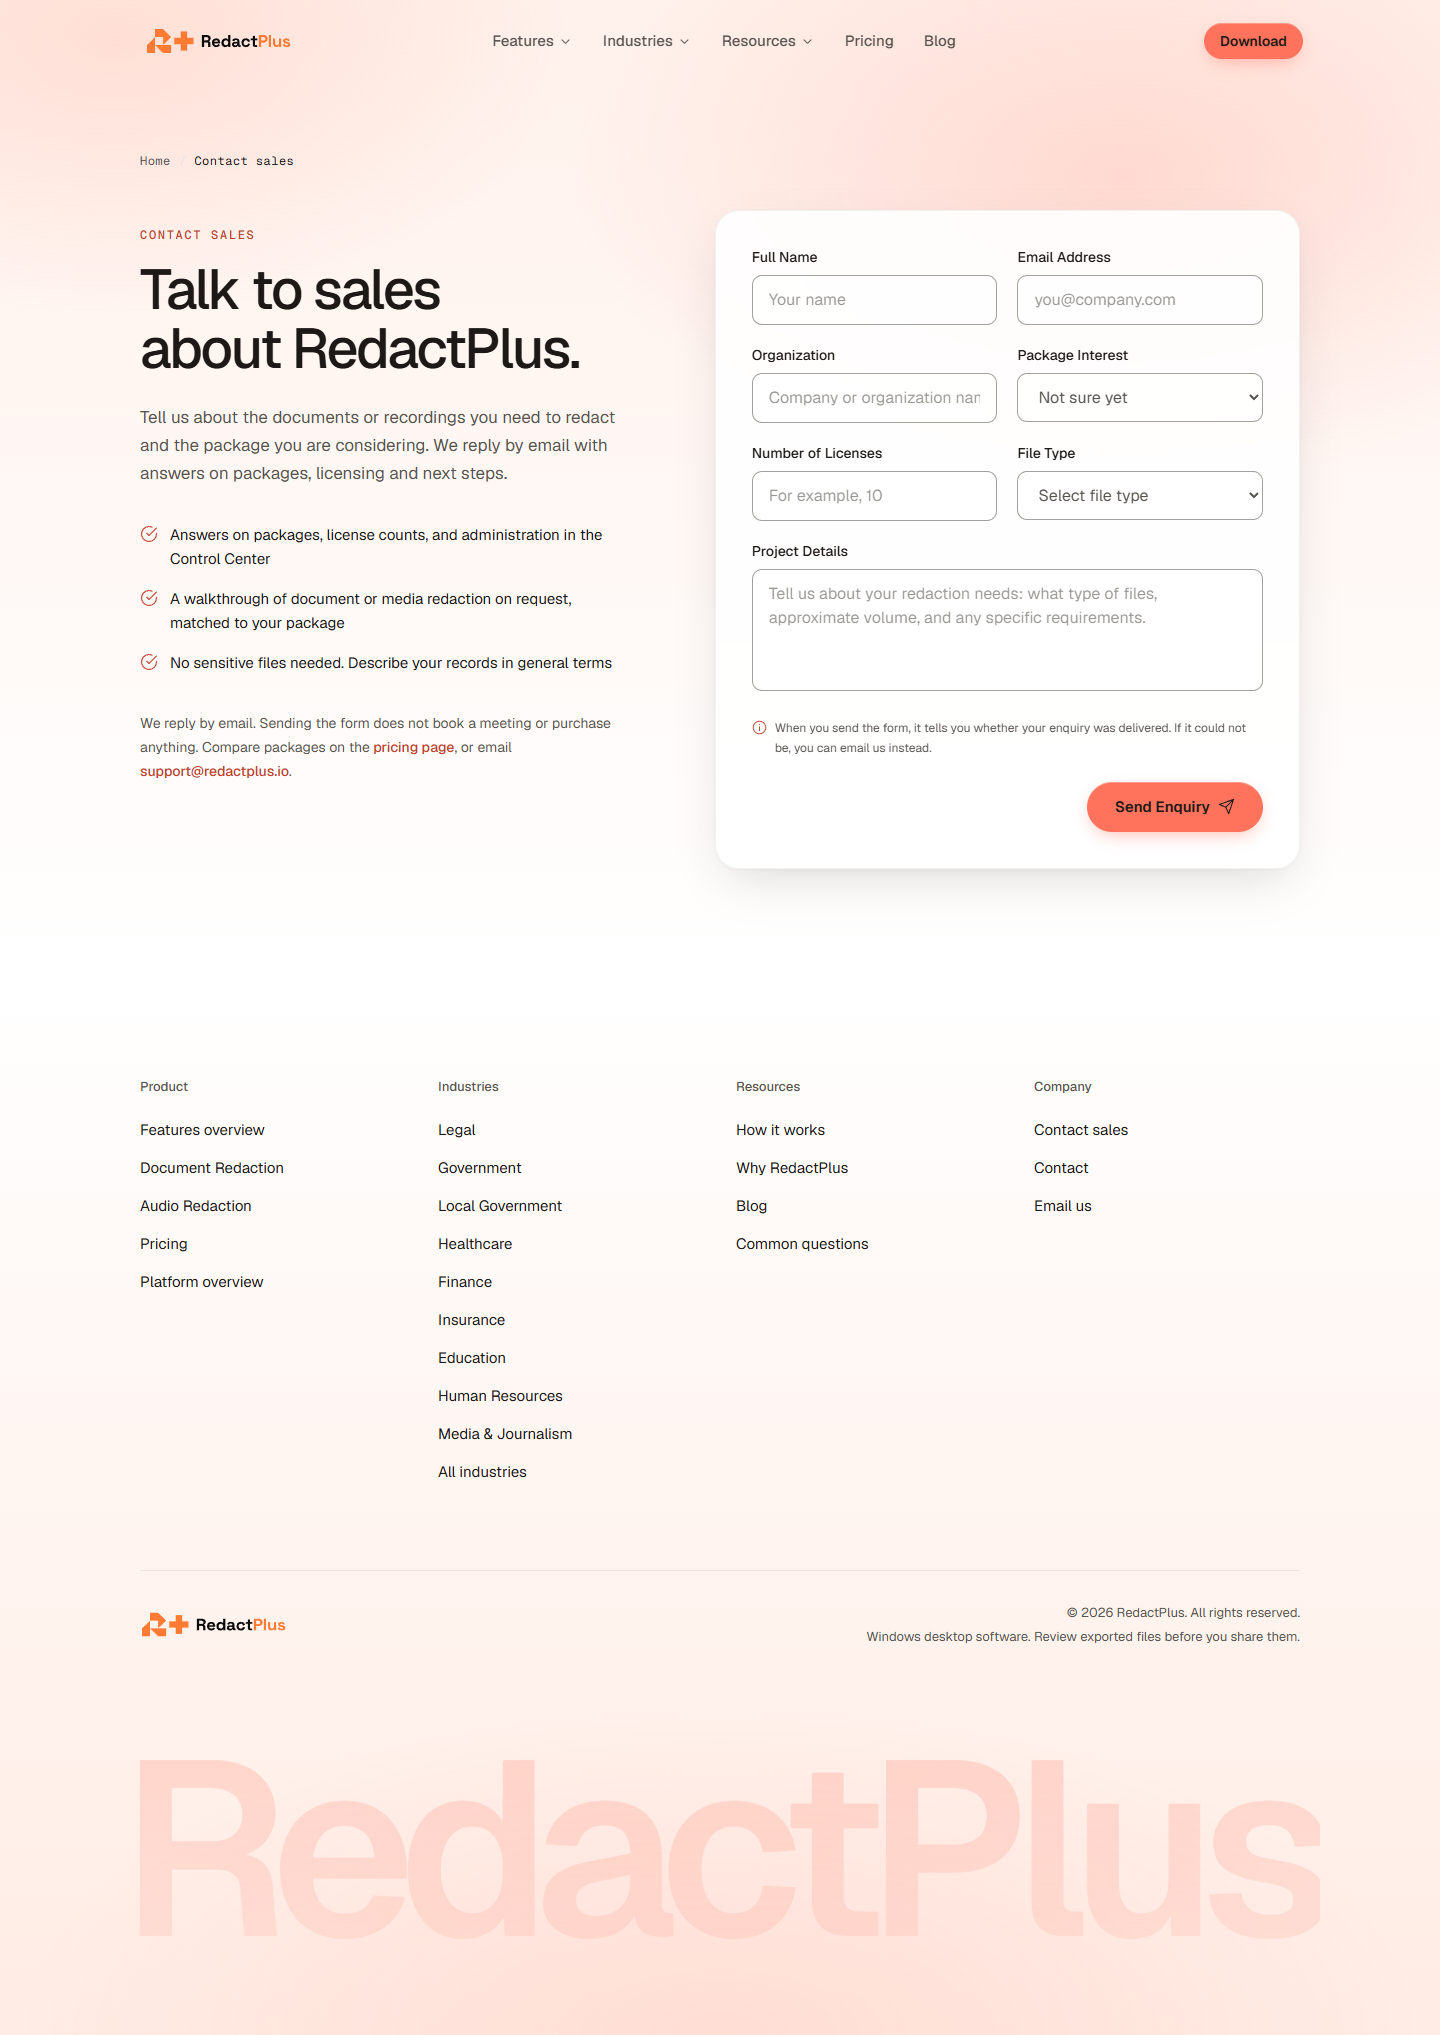 RedactPlus
Features
Industries
Resources
Pricing
Blog
Download
Home / Contact sales
CONTACT SALES
Talk to sales
about RedactPlus.
Tell us about the documents or recordings you need to redact
and the package you are considering. We reply by email with
answers on packages, licensing and next steps.
Answers on packages, license counts, and administration in the
Control Center
A walkthrough of document or media redaction on request,
matched to your package
No sensitive files needed. Describe your records in general terms
We reply by email. Sending the form does not book a meeting or purchase
anything. Compare packages on the pricing page, or email
support@redactplus.io.
Full Name
Your name
Email Address
you@company.com
Organization
Company or organization nam
Package Interest
Not sure yet
Number of Licenses
For example, 10
File Type
Select file type
Project Details
Tell us about your redaction needs: what type of files,
approximate volume, and any specific requirements.
When you send the form, it tells you whether your enquiry was delivered. If it could not
be, you can email us instead.
Send Enquiry
Product
Features overview
Document Redaction
Audio Redaction
Pricing
Platform overview
Industries
Legal
Government
Local Government
Healthcare
Finance
Insurance
Education
Human Resources
Media & Journalism
All industries
Resources
How it works
Why RedactPlus
Blog
Common questions
Company
Contact sales
Contact
Email us
RedactPlus
© 2026 RedactPlus. All rights reserved.
Windows desktop software. Review exported files before you share them.
RedactPlus